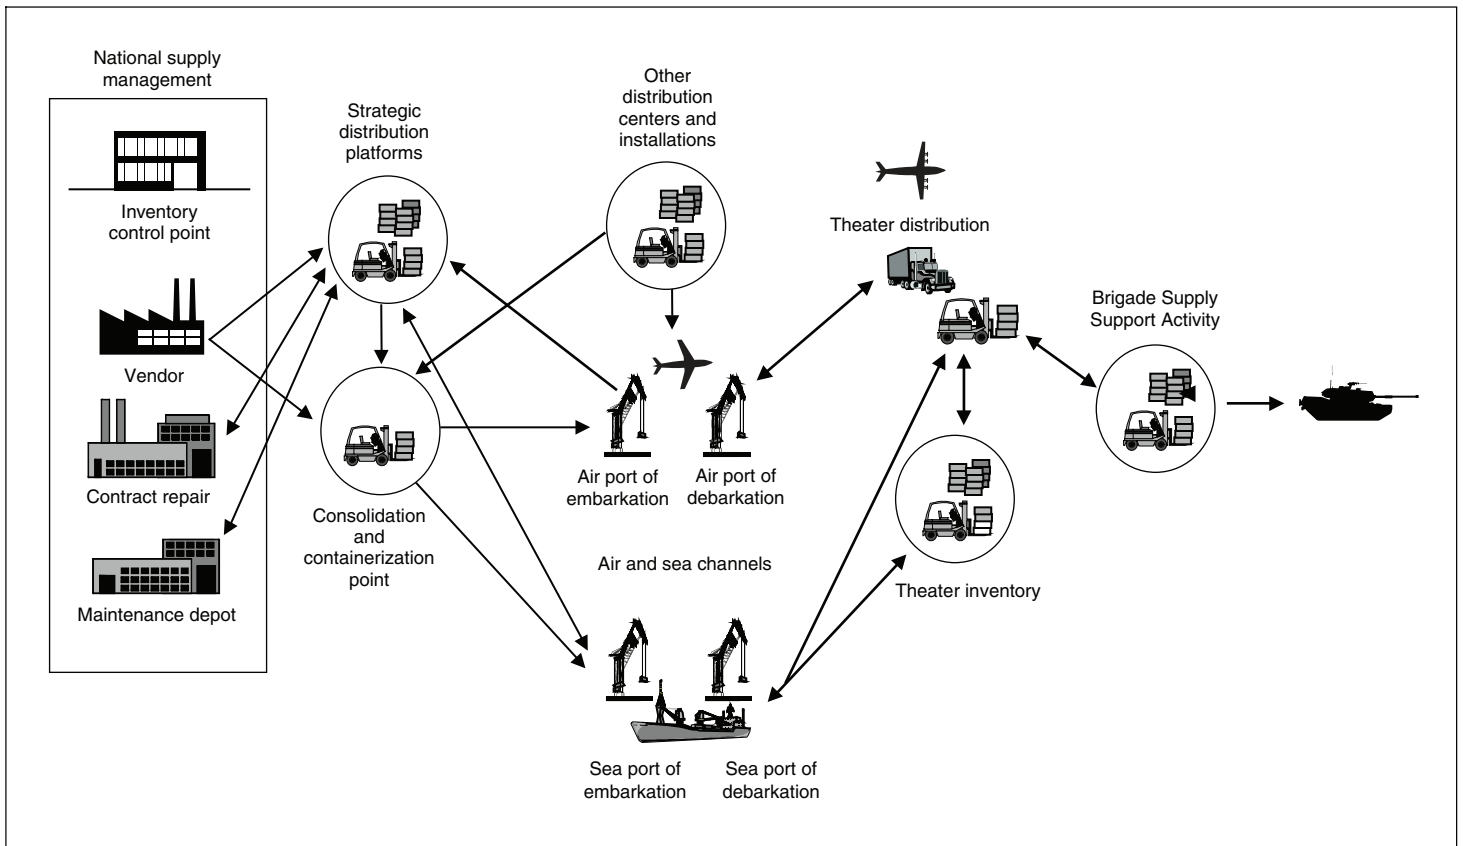 National supply
management
Inventory
control point
Vendor
Contract repair
Maintenance depot
Strategic
distribution
platforms
Consolidation
and
containerization
point
Other
distribution
centers and
installations
Air port of
embarkation
Air port of
debarkation
Air and sea channels
Sea port of
embarkation
Sea port of
debarkation
Theater distribution
Theater inventory
Brigade Supply
Support Activity